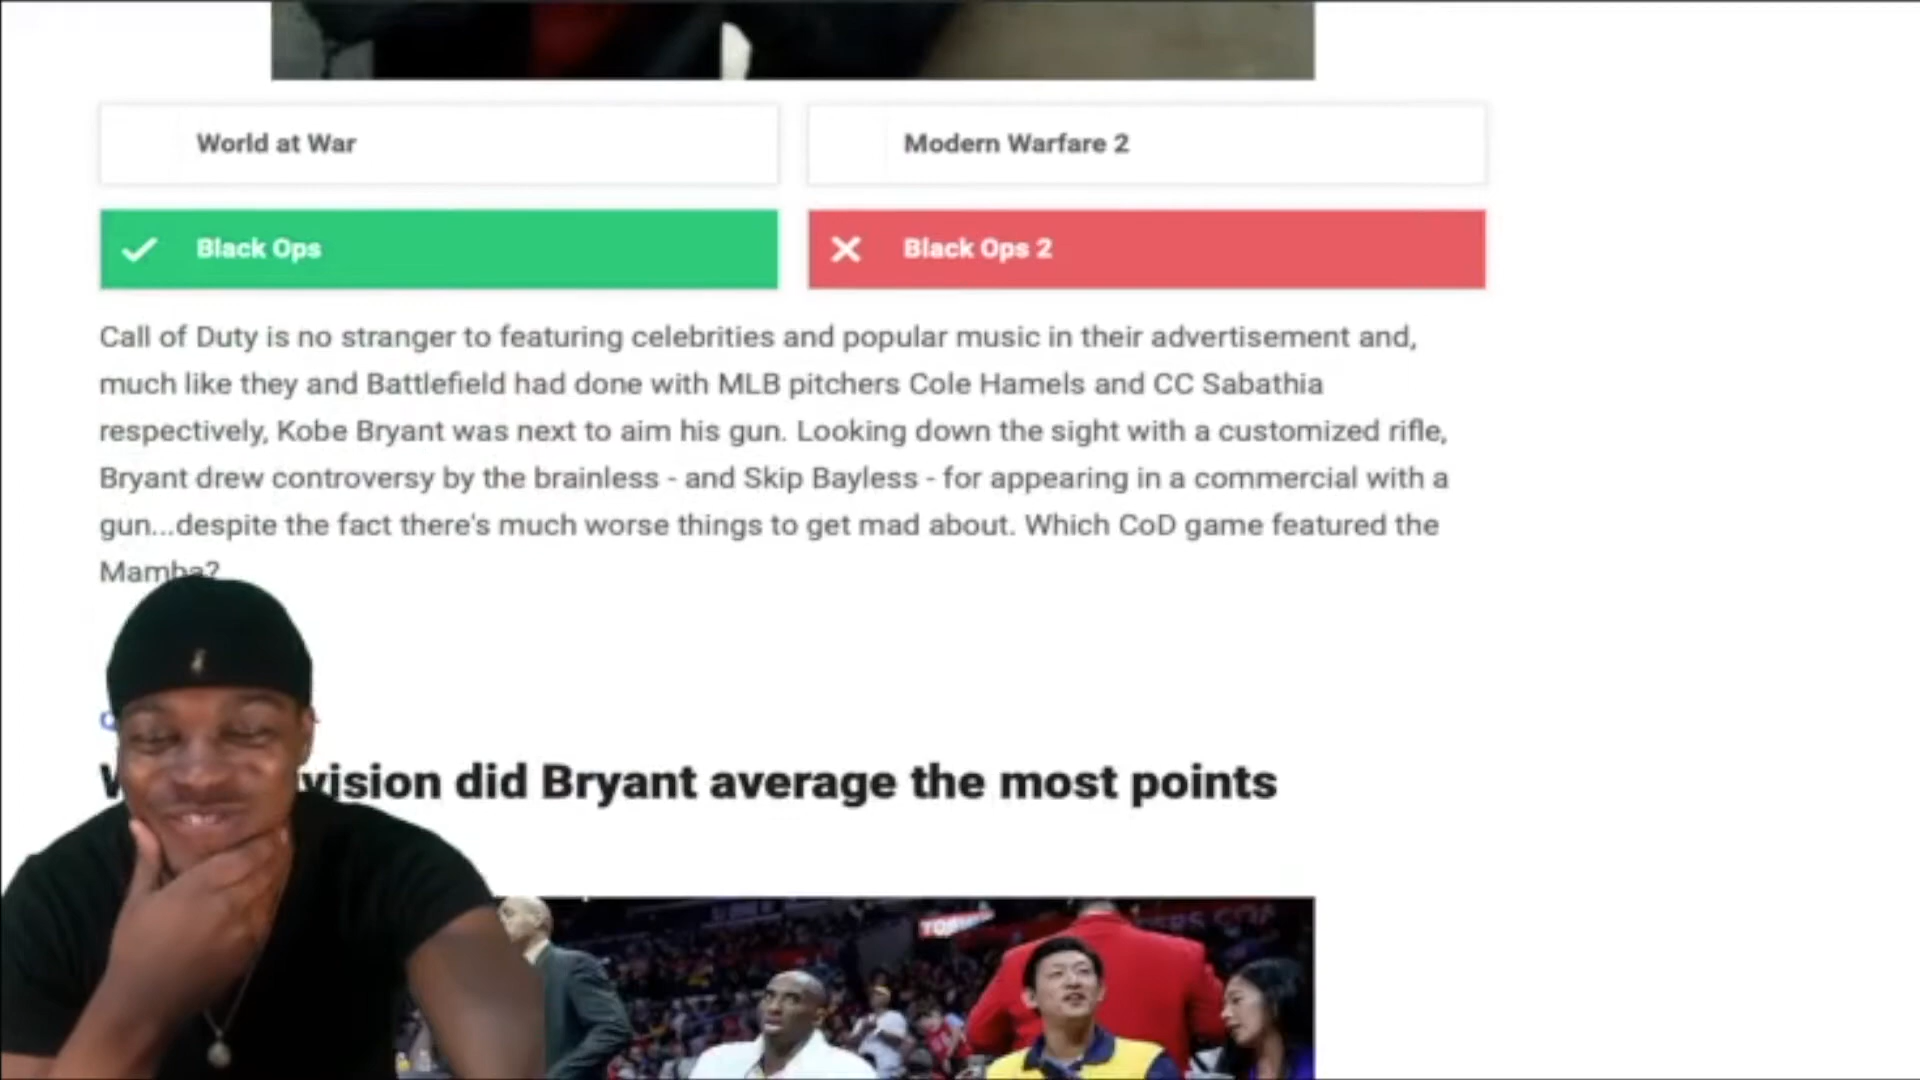 World at War
Modern Warfare 2
Black Ops
Black Ops 2
Call of Duty is no stranger to featuring celebrities and popular music in their advertisement and,
much like they and Battlefield had done with MLB pitchers Cole Hamels and CC Sabathia
respectively, Kobe Bryant was next to aim his gun. Looking down the sight with a customized rifle,
Bryant drew controversy by the brainless - and Skip Bayless - for appearing in a commercial with a
gun...despite the fact there's much worse things to get mad about. Which CoD game featured the
Mamba?
did Bryant average the most points